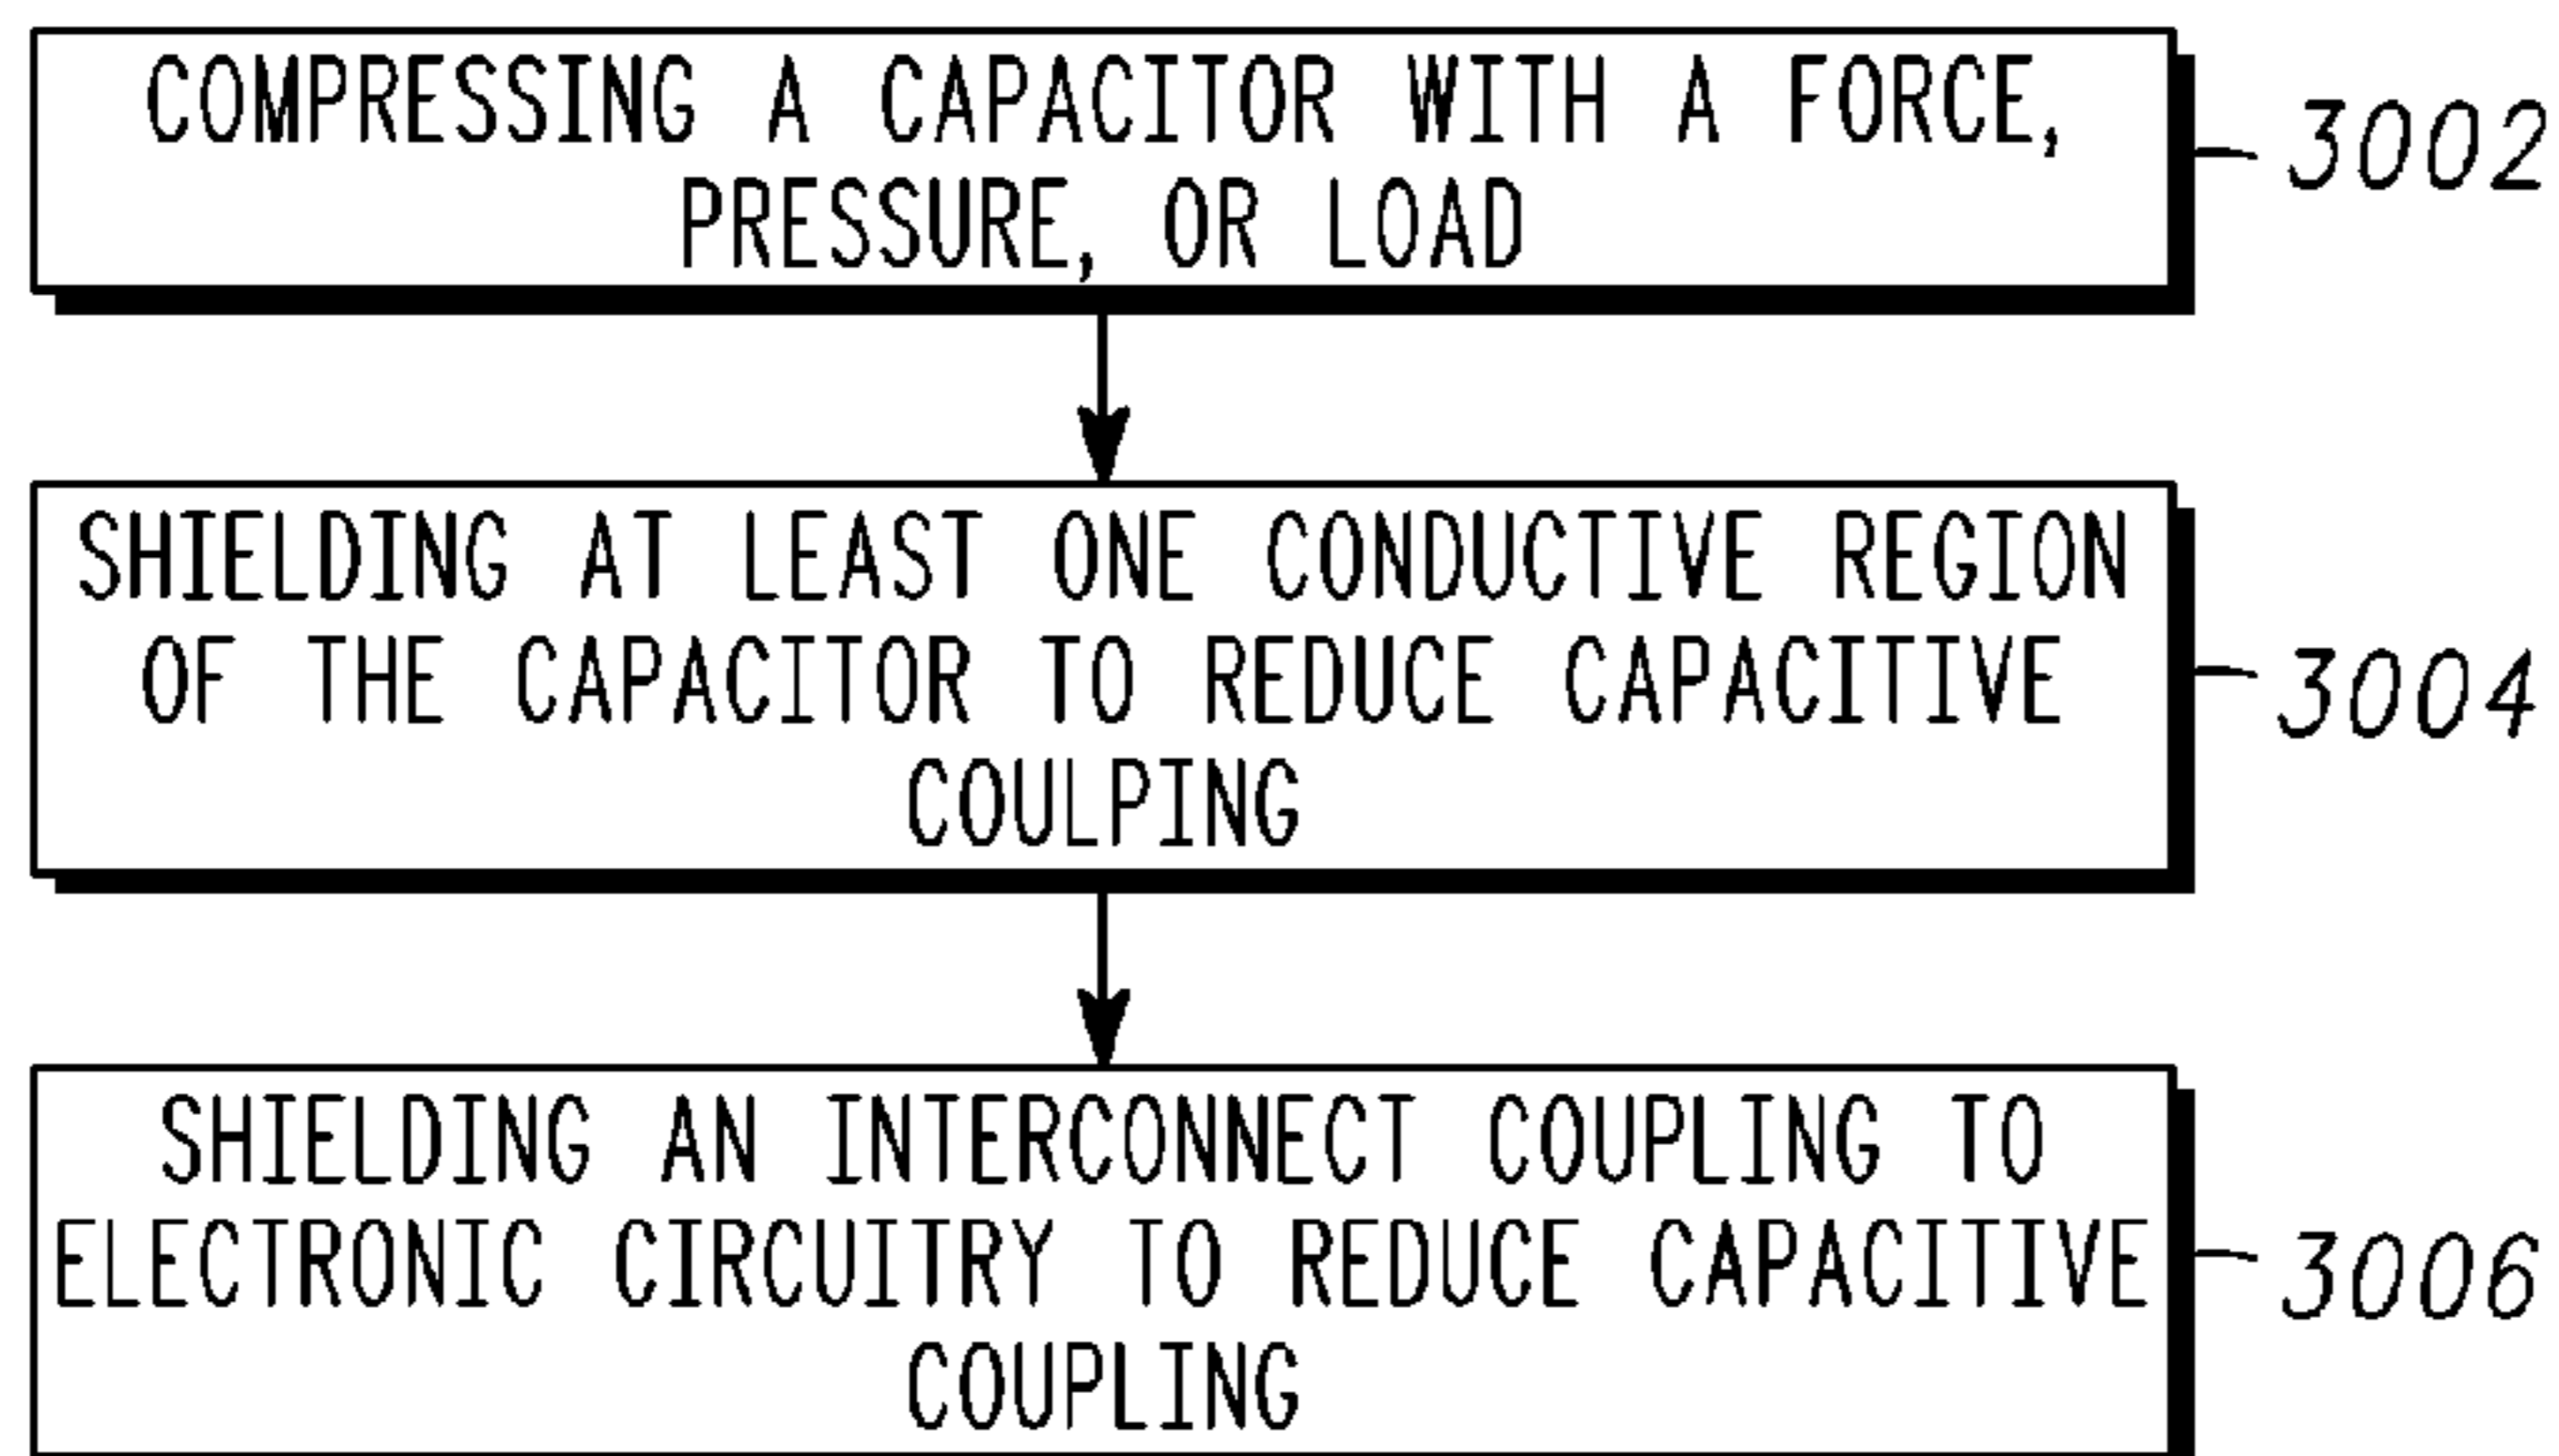 COMPRESSING A CAPACITOR WITH A FORCE,
PRESSURE, OR LOAD
3002
SHIELDING AT LEAST ONE CONDUCTIVE REGION
OF THE CAPACITOR TO REDUCE CAPACITIVE
COULPING
3004
SHIELDING AN INTERCONNECT COUPLING TO
ELECTRONIC CIRCUITRY TO REDUCE CAPACITIVE
COUPLING
3006